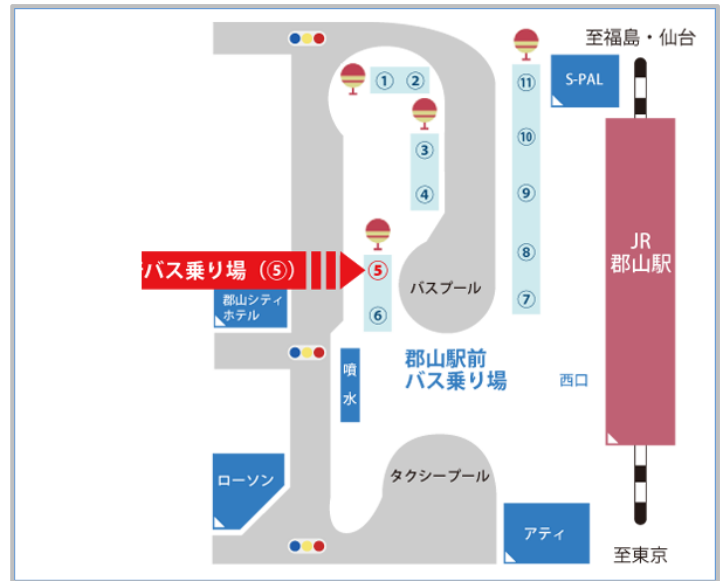 至福島・仙台
S-PAL
① ②
③
④
⑪
⑩
⑨
⑧
⑦
JR
郡山駅
バス乗り場（⑤）
⑤
⑥
バスプール
郡山シティ
ホテル
噴
水
郡山駅前
バス乗り場
西口
ローソン
タクシープール
アティ
至東京